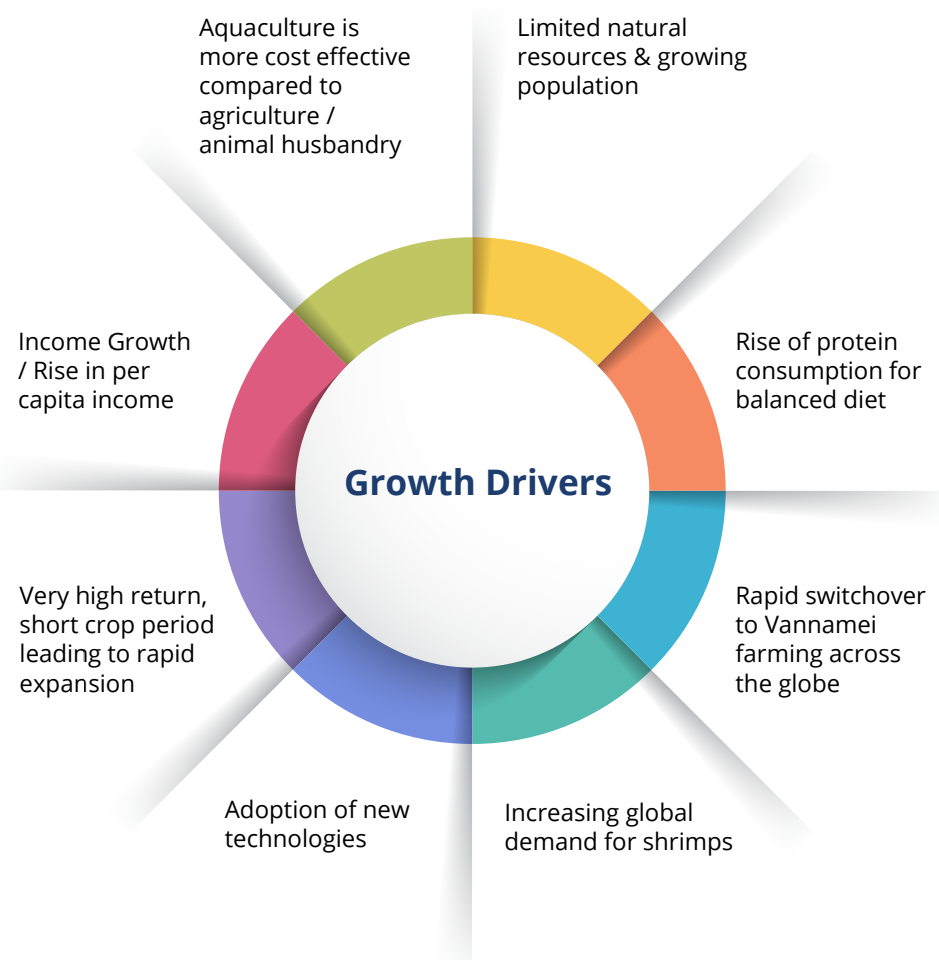 Aquaculture is
more cost effective
compared to
agriculture /
animal husbandry
Limited natural
resources & growing
population
Income Growth
/ Rise in per
capita income
Rise of protein
consumption for
balanced diet
Growth Drivers
Very high return,
short crop period
leading to rapid
expansion
Rapid switchover
to Vannamei
farming across
the globe
Adoption of new
technologies
Increasing global
demand for shrimps